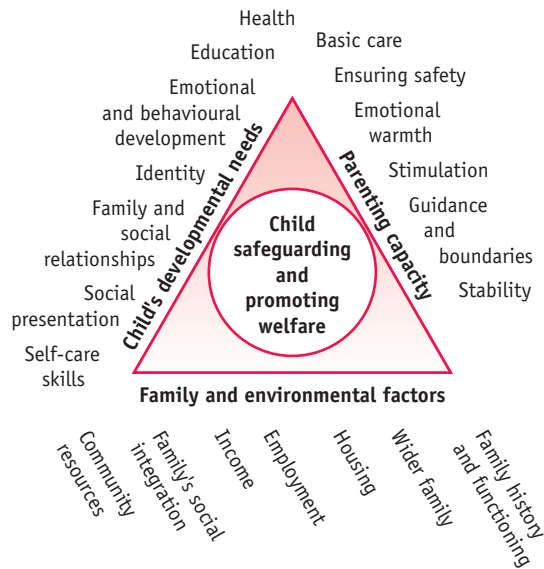 Health
Education
Emotional
and behavioural
development
Identity
Family and
social
relationships
Social
presentation
Self-care
skills
Child's developmental needs
Basic care
Ensuring safety
Emotional
warmth
Stimulation
Guidance
and
boundaries
Stability
Parenting capacity
Child
safeguarding
and
promoting
welfare
Family and environmental factors
Community
resources
Family's social
integration
Income
Employment
Housing
Wider family
Family history
and functioning